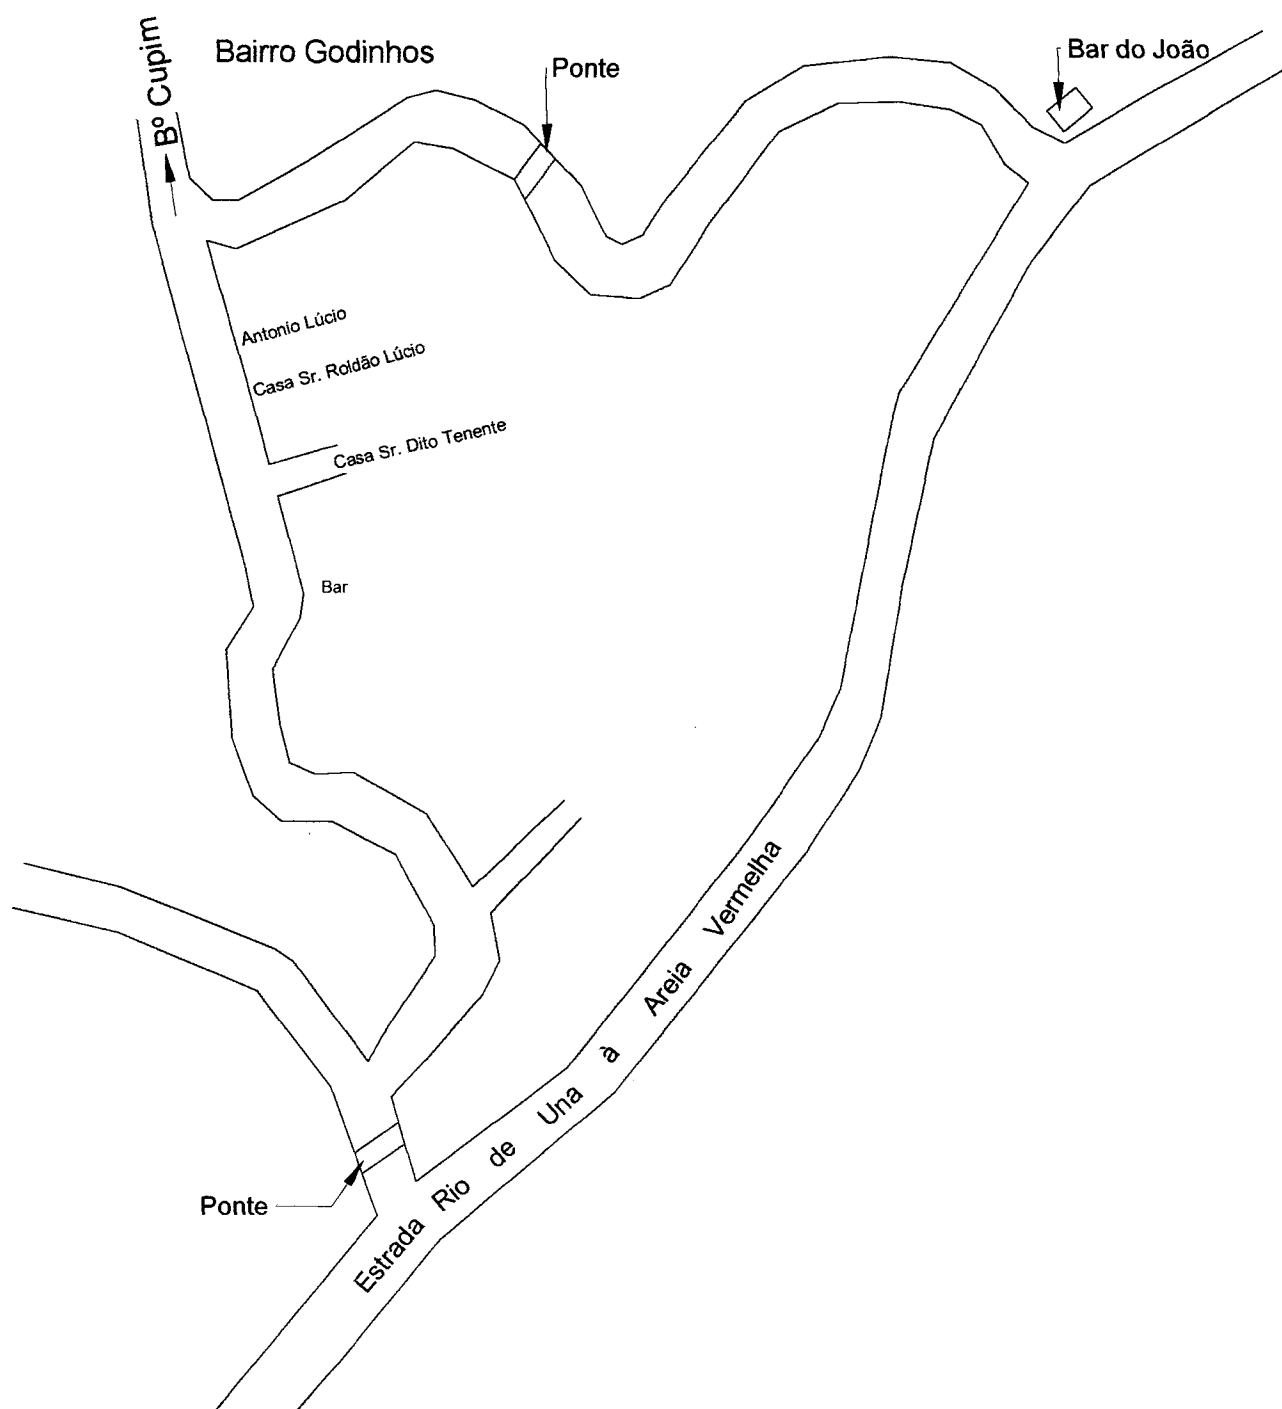 Bº Cupim
Bairro Godinhos
Ponte
Bar do João
Antonio Lúcio
Casa Sr. Roldão Lúcio
Casa Sr. Dito Tenente
Bar
Estrada Rio de Una à Areia Vermelha
Ponte